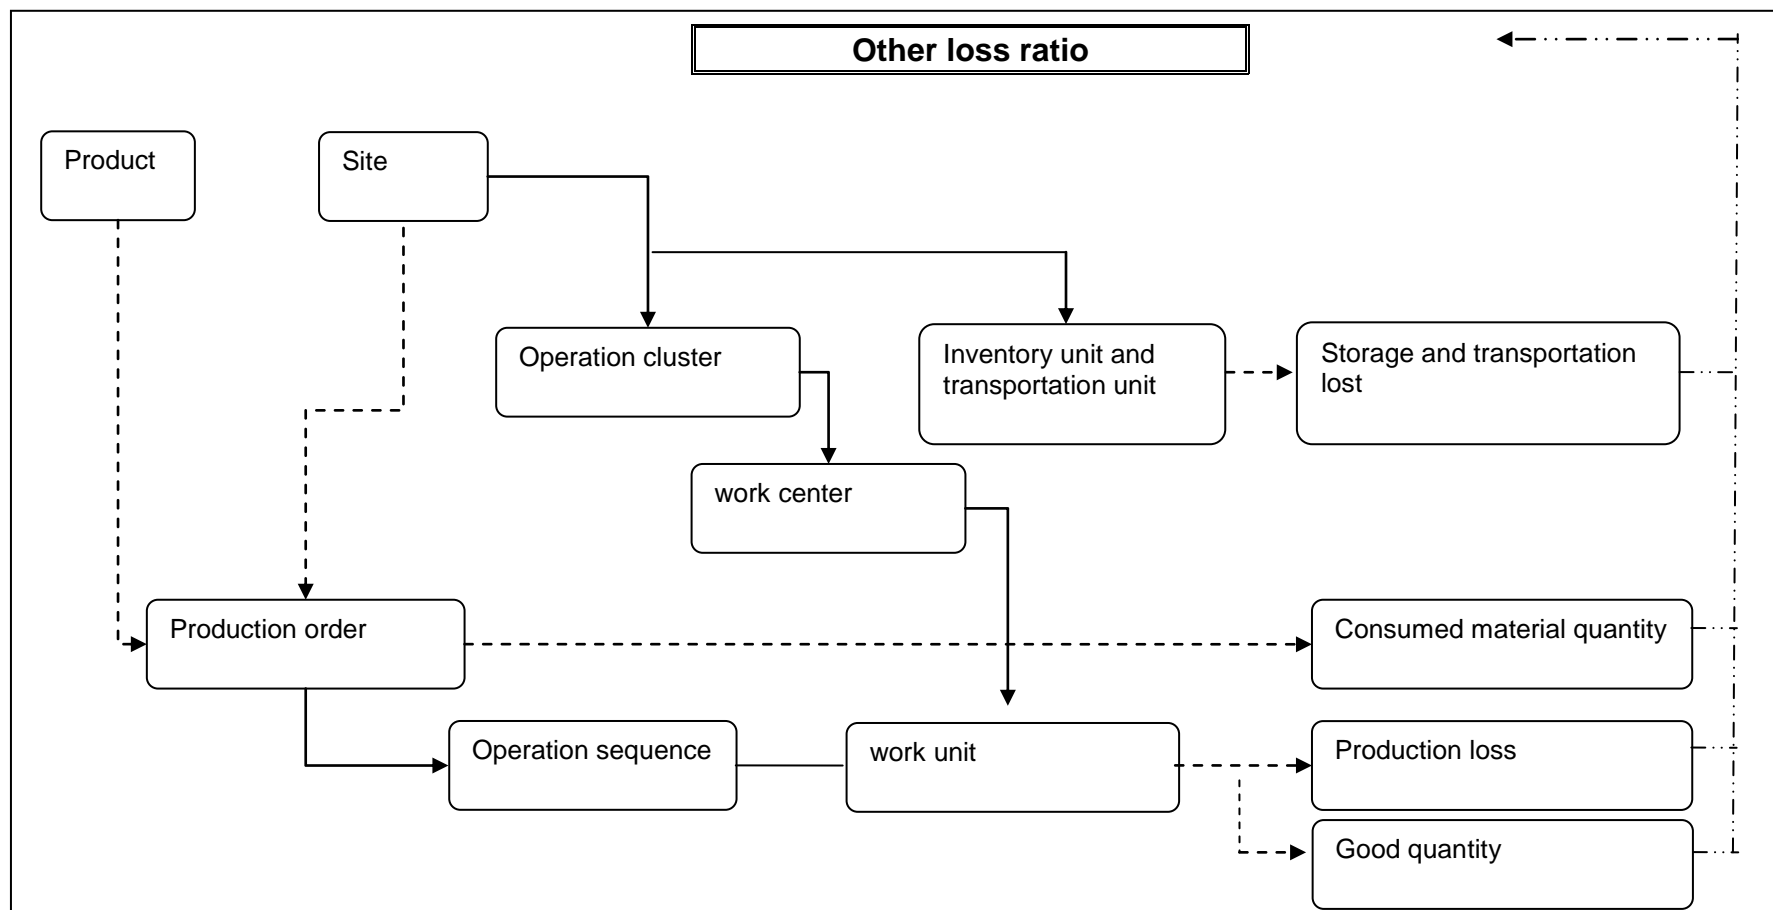 Other loss ratio
Product
Site
Operation cluster
Inventory unit and
transportation unit
Storage and transportation
lost
work center
Production order
Consumed material quantity
Operation sequence
work unit
Production loss
Good quantity